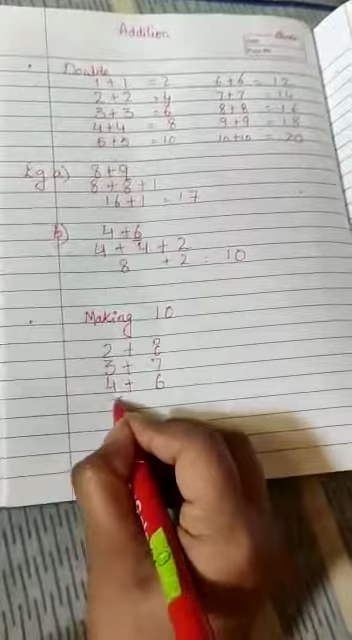 Addition
Double
1+1 = 2 6+6 = 12
2+2 = 4 7+7 = 14
3+3 = 6 8+8 = 16
4+4 = 8 9+9 = 18
5+5 = 10 10+10 = 20
Eg a) 8+9
8+8+1
16+1 = 17
b) 4+6
4+4+2
8 +2 = 10
Making 10
2+ 8
3+ 7
4+ 6